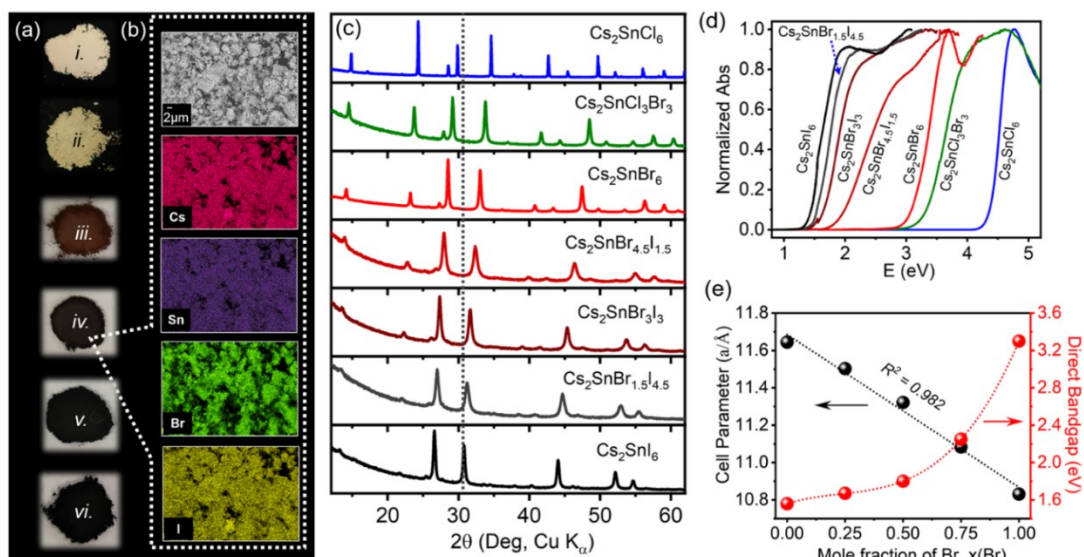 (a)
i.
ii.
iii.
iv.
v.
vi.
(b)
2μm
Cs
Sn
Br
I
(c)
Cs₂SnCl₆
Cs₂SnCl₃Br₃
Cs₂SnBr₆
Cs₂SnBr₄.₅I₁.₅
Cs₂SnBr₃I₃
Cs₂SnBr₁.₅I₄.₅
Cs₂SnI₆
20 30 40 50 60
2θ (Deg, Cu Kα)
(d)
Normalized Abs
1.0
0.8
0.6
0.4
0.2
0.0
Cs₂SnBr₁.₅I₄.₅
Cs₂SnI₆
Cs₂SnBr₃I₃
Cs₂SnBr₄.₅I₁.₅
Cs₂SnBr₆
Cs₂SnCl₃Br₃
Cs₂SnCl₆
1 2 3 4 5
E (eV)
(e)
Cell Parameter (a/Å)
11.8
11.6
11.4
11.2
11.0
10.8
R² = 0.982
3.6
3.2
2.8
2.4
2.0
1.6
Direct Bandgap
(eV)
0.00 0.25 0.50 0.75 1.00
Mole fraction of Br, x(Br)